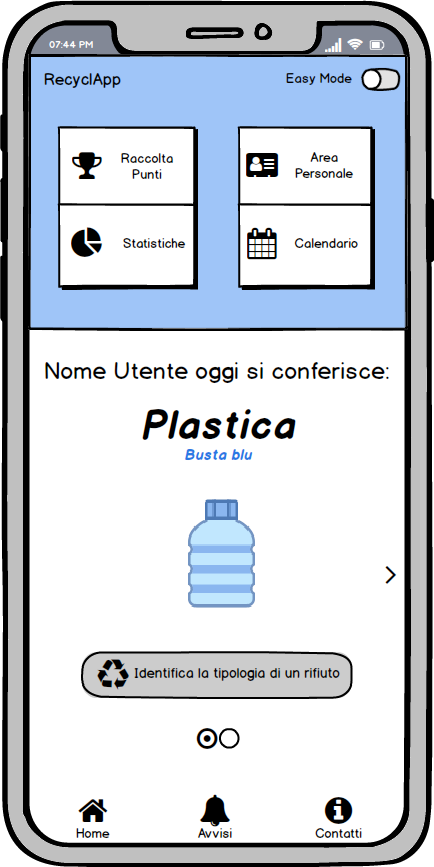 07:44 PM
RecyclApp
Easy Mode
Raccolta
Punti
Area
Personale
Statistiche
Calendario
Nome Utente oggi si conferisce:
Plastica
Busta blu
Identifica la tipologia di un rifiuto
Home
Avvisi
Contatti